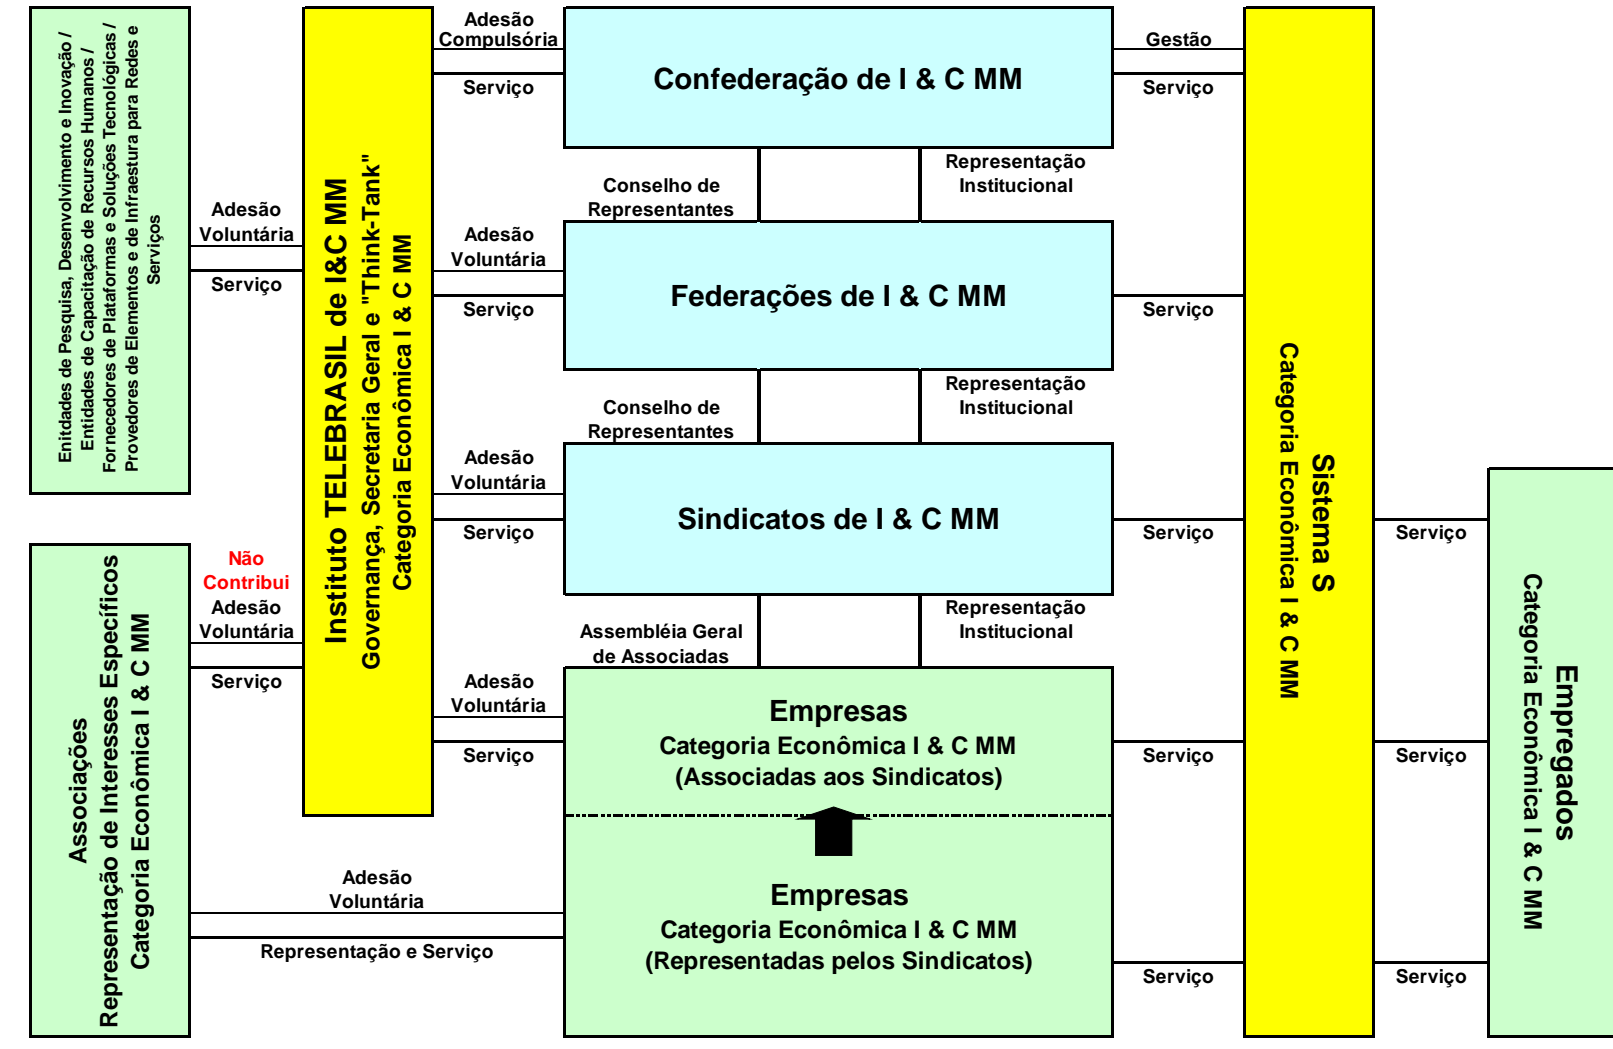 Enitdades de Pesquisa, Desenvolvimento e Inovação /
Entidades de Capacitação de Recursos Humanos /
Fornecedores de Plataformas e Soluções Tecnológicas /
Provedores de Elementos e de Infraestura para Redes e
Serviços
Adesão
Voluntária
Serviço
Associações
Representação de Interesses Específicos
Categoria Econômica I & C MM
Não
Contribui
Adesão
Voluntária
Serviço
Instituto TELEBRASIL de I&C MM
Governança, Secretaria Geral e "Think-Tank"
Categoria Econômica I & C MM
Adesão
Compulsória
Serviço
Confederação de I & C MM
Gestão
Serviço
Conselho de
Representantes
Representação
Institucional
Adesão
Voluntária
Serviço
Federações de I & C MM
Serviço
Conselho de
Representantes
Representação
Institucional
Adesão
Voluntária
Serviço
Sindicatos de I & C MM
Serviço
Assembléia Geral
de Associadas
Representação
Institucional
Adesão
Voluntária
Serviço
Empresas
Categoria Econômica I & C MM
(Associadas aos Sindicatos)
Serviço
Adesão
Voluntária
Representação e Serviço
Empresas
Categoria Econômica I & C MM
(Representadas pelos Sindicatos)
Serviço
Sistema S
Categoria Econômica I & C MM
Serviço
Serviço
Serviço
Empregados
Categoria Econômica I & C MM